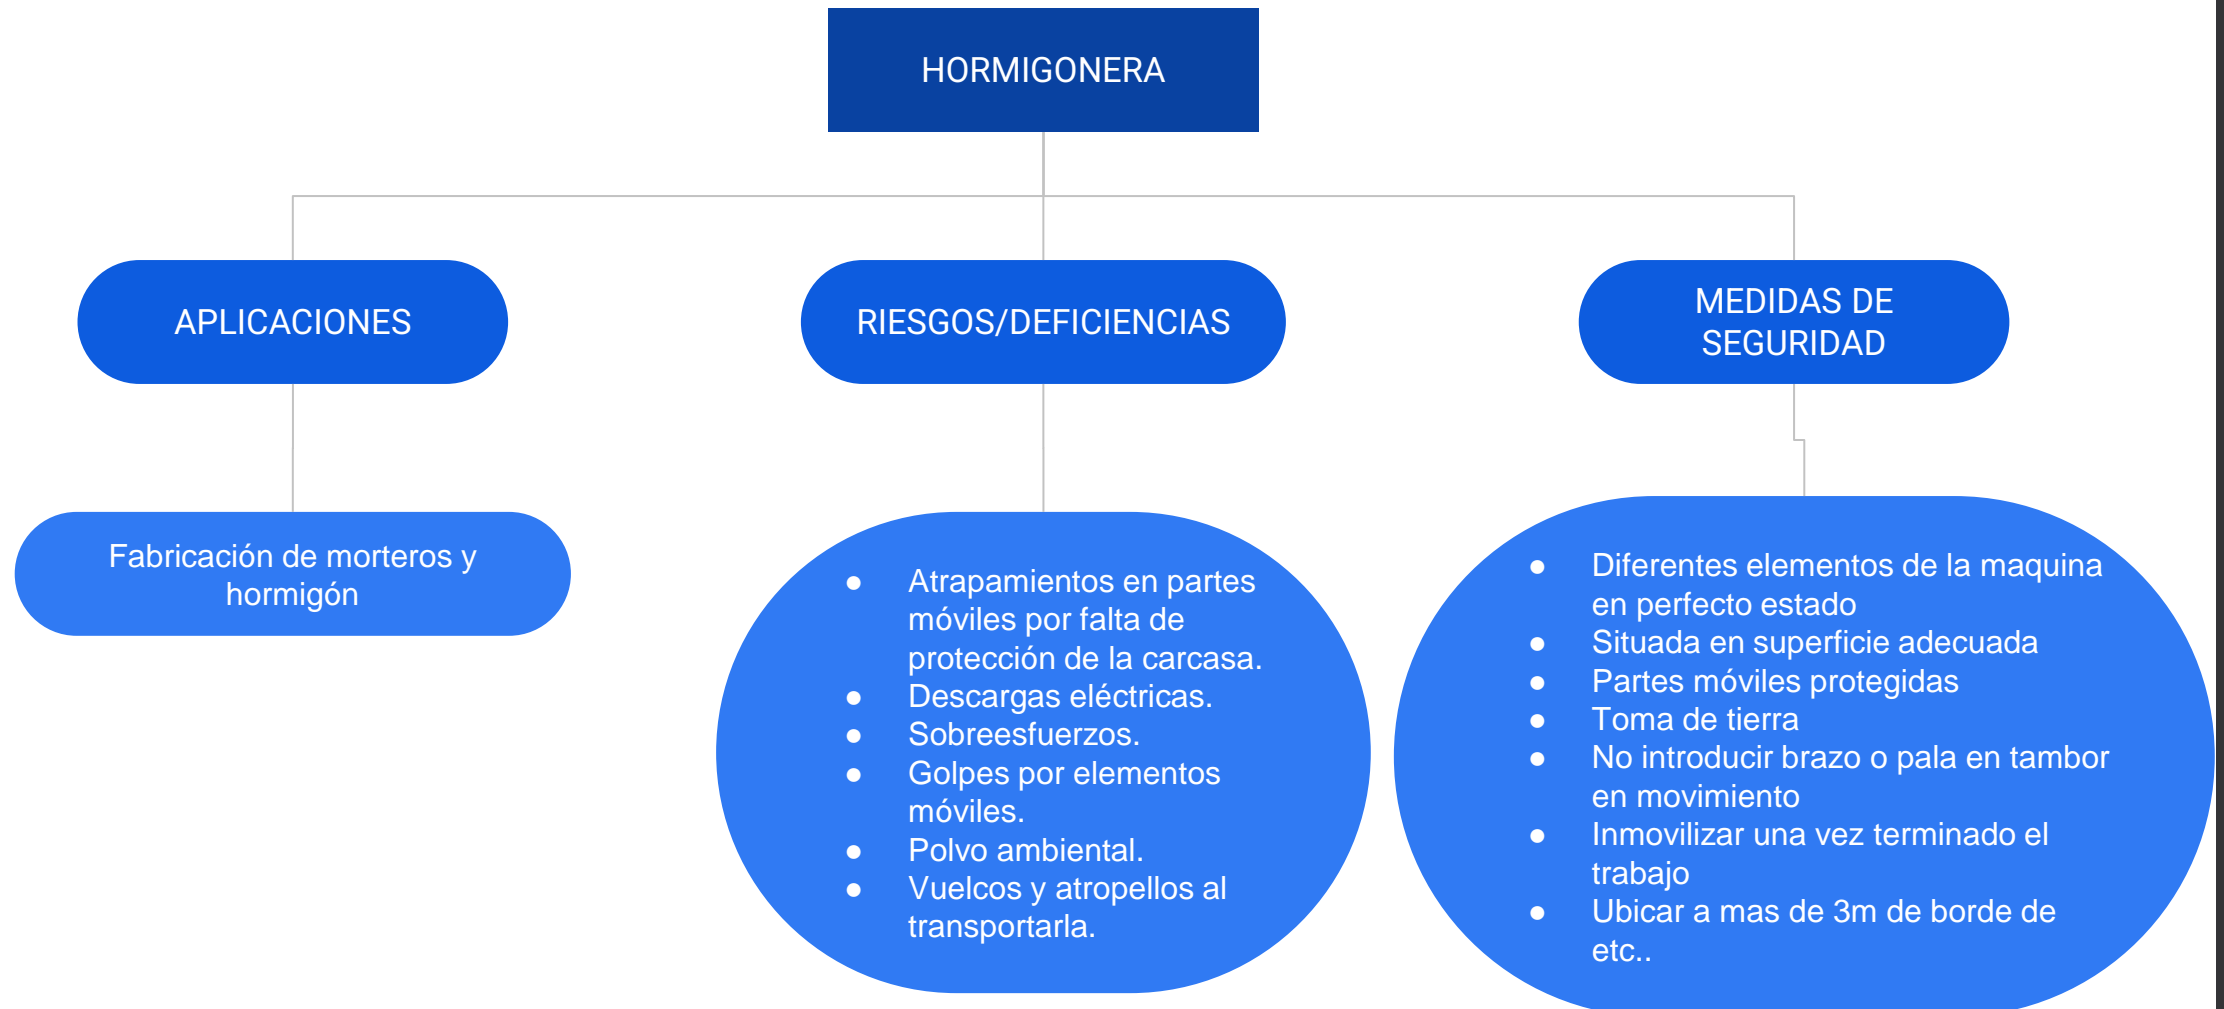 HORMIGONERA
APLICACIONES
RIESGOS/DEFICIENCIAS
MEDIDAS DE
SEGURIDAD
Fabricación de morteros y
hormigón
● Atrapamientos en partes
móviles por falta de
protección de la carcasa.
● Descargas eléctricas.
● Sobreesfuerzos.
● Golpes por elementos
móviles.
● Polvo ambiental.
● Vuelcos y atropellos al
transportarla.
● Diferentes elementos de la maquina
en perfecto estado
● Situada en superficie adecuada
● Partes móviles protegidas
● Toma de tierra
● No introducir brazo o pala en tambor
en movimiento
● Inmovilizar una vez terminado el
trabajo
● Ubicar a mas de 3m de borde de
etc..